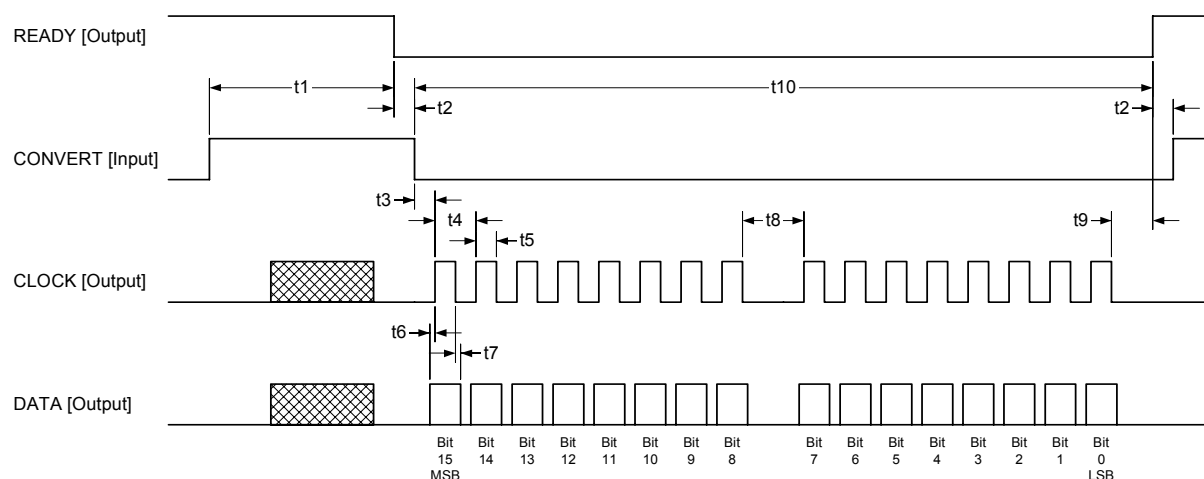 READY [Output]
t1
t10
t2
t2
CONVERT [Input]
t3
t4
t8
t9
t5
CLOCK [Output]
t6
t7
DATA [Output]
Bit 15 MSB
Bit 14
Bit 13
Bit 12
Bit 11
Bit 10
Bit 9
Bit 8
Bit 7
Bit 6
Bit 5
Bit 4
Bit 3
Bit 2
Bit 1
Bit 0 LSB